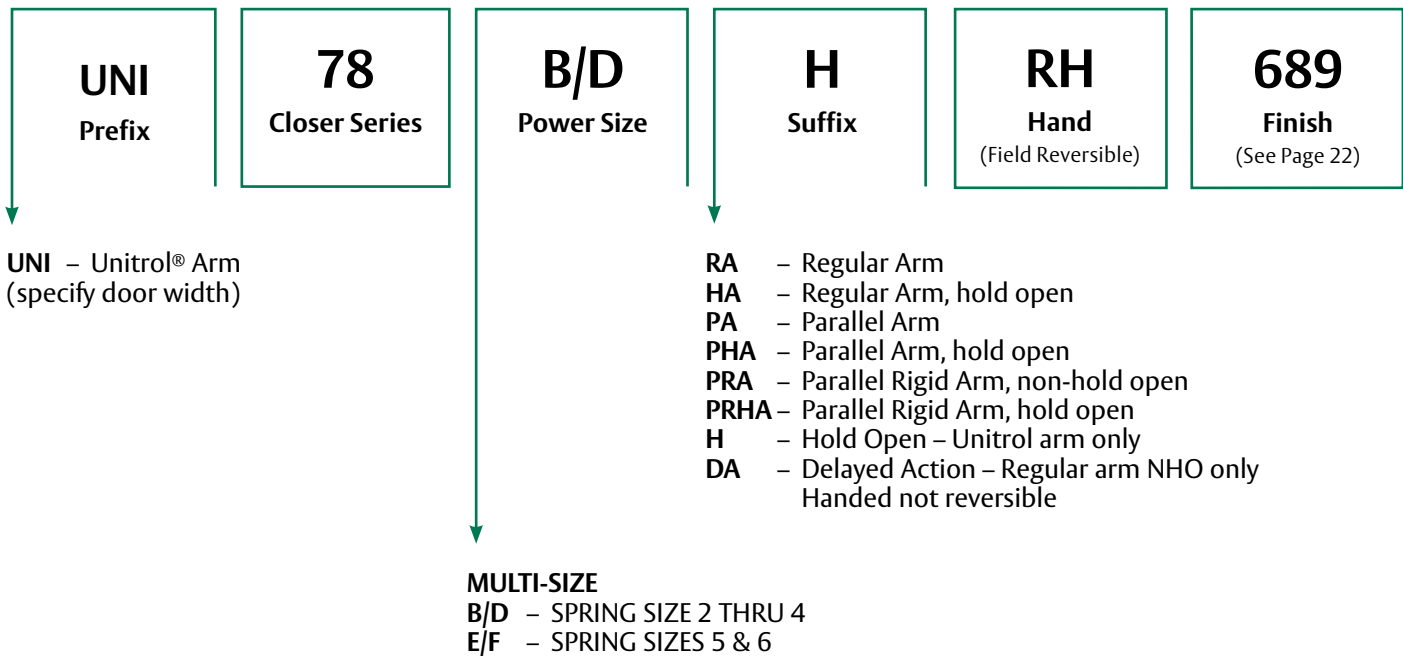 UNI
Prefix
78
Closer Series
B/D
Power Size
H
Suffix
RH
Hand
(Field Reversible)
689
Finish
(See Page 22)
UNI – Unitrol® Arm
(specify door width)
RA – Regular Arm
HA – Regular Arm, hold open
PA – Parallel Arm
PHA – Parallel Arm, hold open
PRA – Parallel Rigid Arm, non-hold open
PRHA – Parallel Rigid Arm, hold open
H – Hold Open – Unitrol arm only
DA – Delayed Action – Regular arm NHO only
Handed not reversible
MULTI-SIZE
B/D – SPRING SIZE 2 THRU 4
E/F – SPRING SIZES 5 & 6